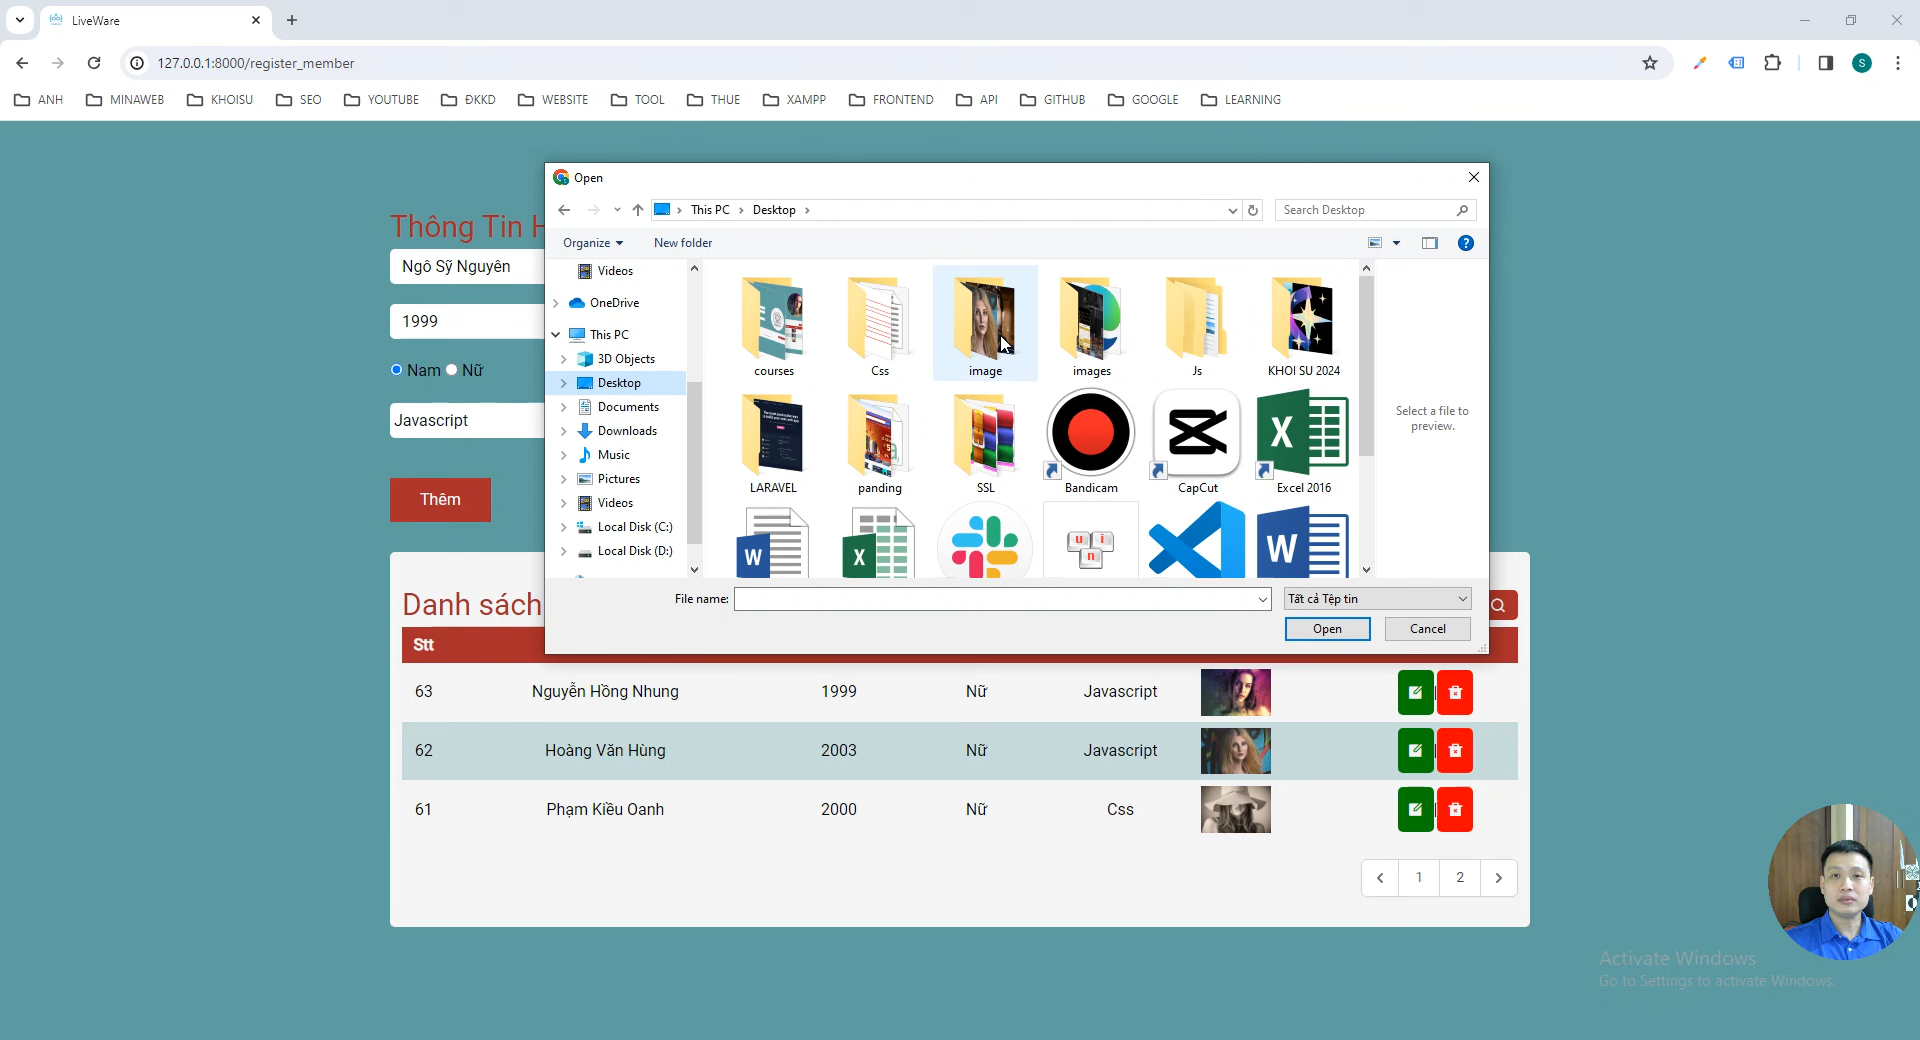 LiveWare
127.0.0.1:8000/register_member
S
ANH MINAWEB KHOISU SEO YOUTUBE ĐKKD WEBSITE TOOL THUE XAMPP FRONTEND API GITHUB GOOGLE LEARNING
Open
This PC Desktop
Search Desktop
Organize New folder
?
Videos
OneDrive
This PC
3D Objects
Desktop
Documents
Downloads
Music
Pictures
Videos
Local Disk (C:)
Local Disk (D:)
courses Css image images Js KHOI SU 2024
X
LARAVEL panding SSL Bandicam CapCut Excel 2016
W X u i n W
Select a file to
preview.
File name:
Tất cả Tệp tin
Open Cancel
Thông Tin H
Ngô Sỹ Nguyên
1999
Nam Nữ
Javascript
Thêm
Danh sách
Stt
63 Nguyễn Hồng Nhung 1999 Nữ Javascript
62 Hoàng Văn Hùng 2003 Nữ Javascript
61 Phạm Kiều Oanh 2000 Nữ Css
1 2
Activate Windows
Go to Settings to activate Windows.